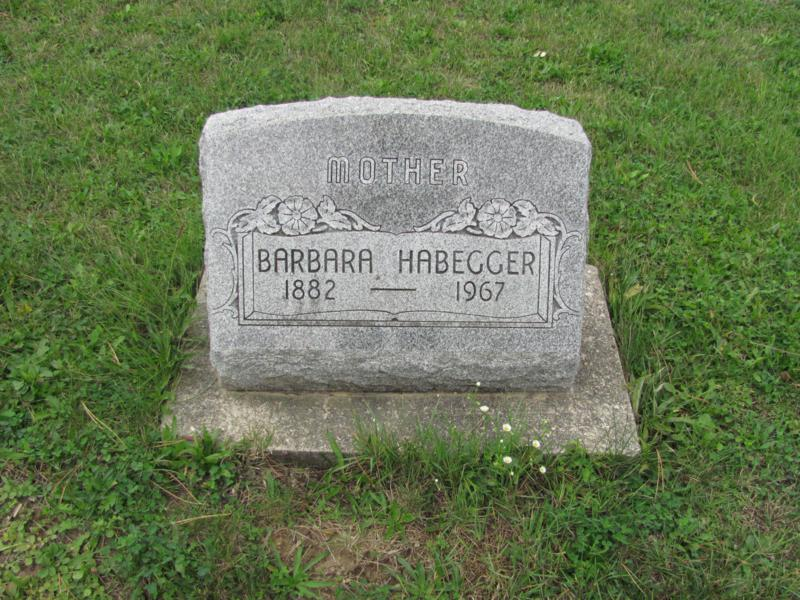 MOTHER
BARBARA HABEGGER
1882 — 1967